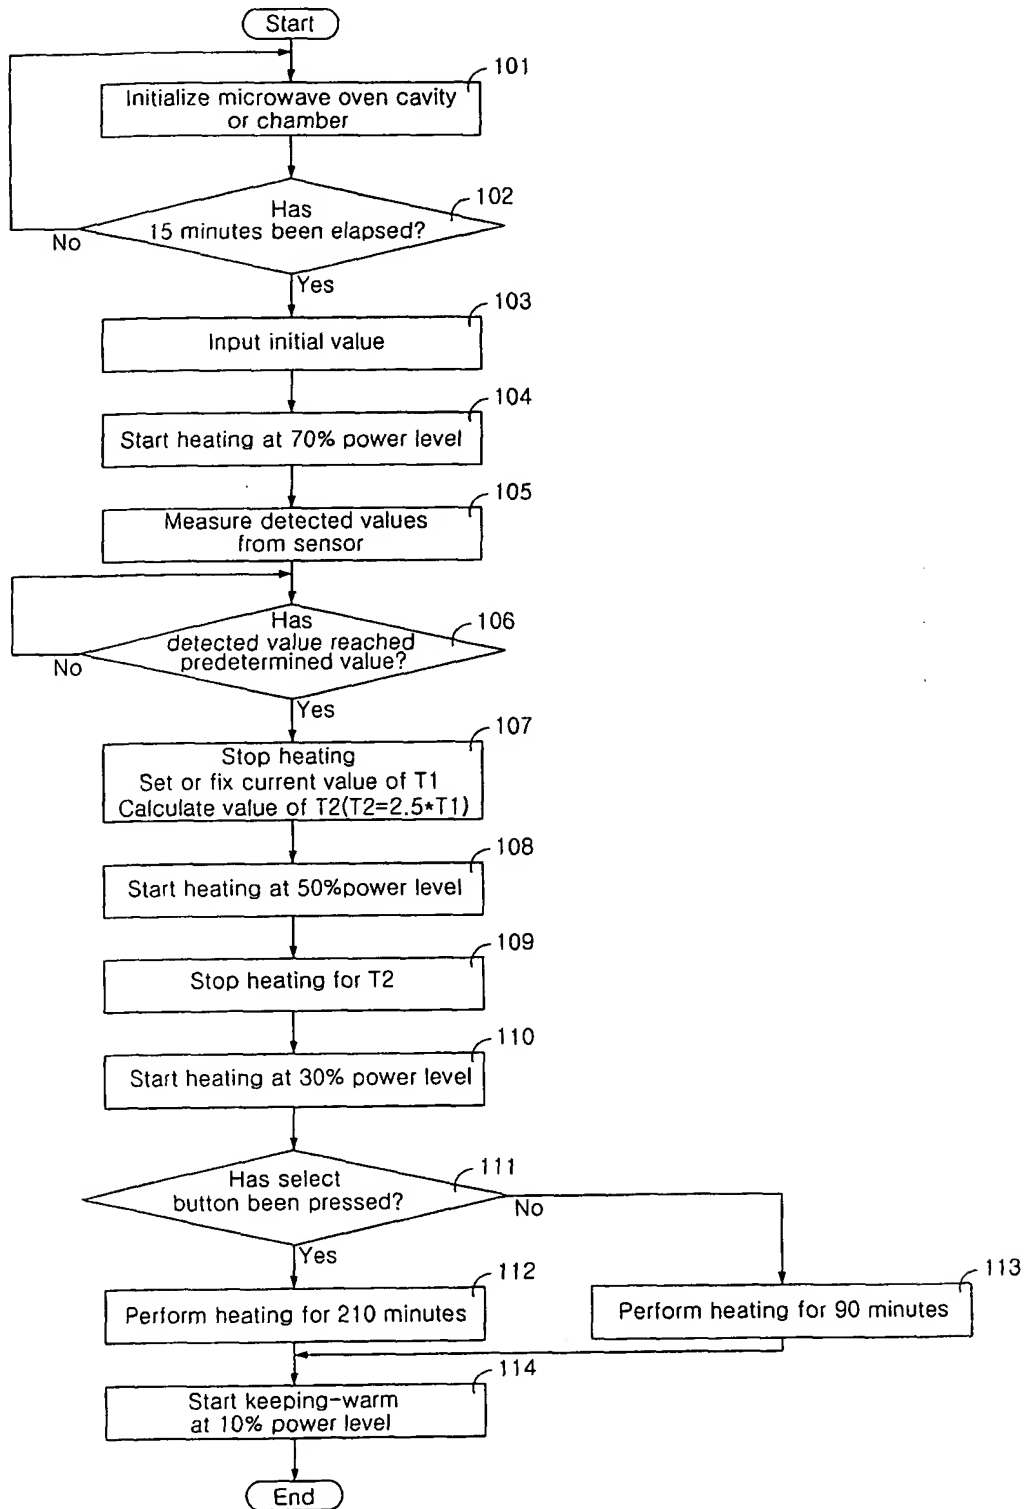 Start
101
Initialize microwave oven cavity
or chamber
102
Has
15 minutes been elapsed?
No
Yes
103
Input initial value
104
Start heating at 70% power level
105
Measure detected values
from sensor
106
Has
detected value reached
predetermined value?
No
Yes
107
Stop heating
Set or fix current value of T1
Calculate value of T2(T2=2.5*T1)
108
Start heating at 50%power level
109
Stop heating for T2
110
Start heating at 30% power level
111
Has select
button been pressed?
No
Yes
112
Perform heating for 210 minutes
113
Perform heating for 90 minutes
114
Start keeping-warm
at 10% power level
End